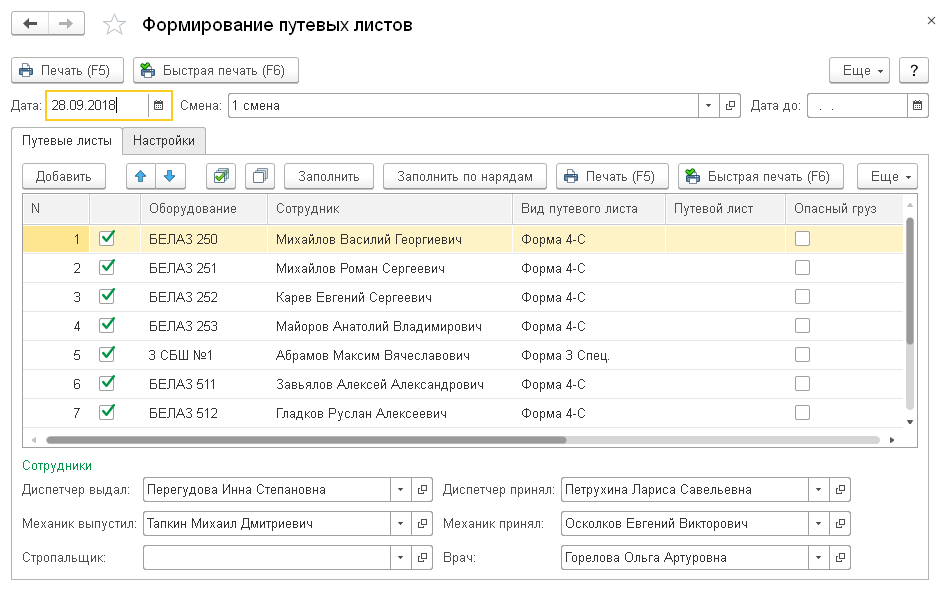 Формирование путевых листов
Печать (F5) Быстрая печать (F6) Еще ?
Дата: 28.09.2018 Смена: 1 смена Дата до: . .
Путевые листы Настройки
Добавить Заполнить Заполнить по нарядам Печать (F5) Быстрая печать (F6) Еще
N Оборудование Сотрудник Вид путевого листа Путевой лист Опасный груз
1 БЕЛАЗ 250 Михайлов Василий Георгиевич Форма 4-С
2 БЕЛАЗ 251 Михайлов Роман Сергеевич Форма 4-С
3 БЕЛАЗ 252 Карев Евгений Сергеевич Форма 4-С
4 БЕЛАЗ 253 Майоров Анатолий Владимирович Форма 4-С
5 3 СБШ №1 Абрамов Максим Вячеславович Форма 3 Спец.
6 БЕЛАЗ 511 Завьялов Алексей Александрович Форма 4-С
7 БЕЛАЗ 512 Гладков Руслан Алексеевич Форма 4-С
Сотрудники
Диспетчер выдал: Перегудова Инна Степановна Диспетчер принял: Петрухина Лариса Савельевна
Механик выпустил: Тапкин Михаил Дмитриевич Механик принял: Осколков Евгений Викторович
Стропальщик: Врач: Горелова Ольга Артуровна